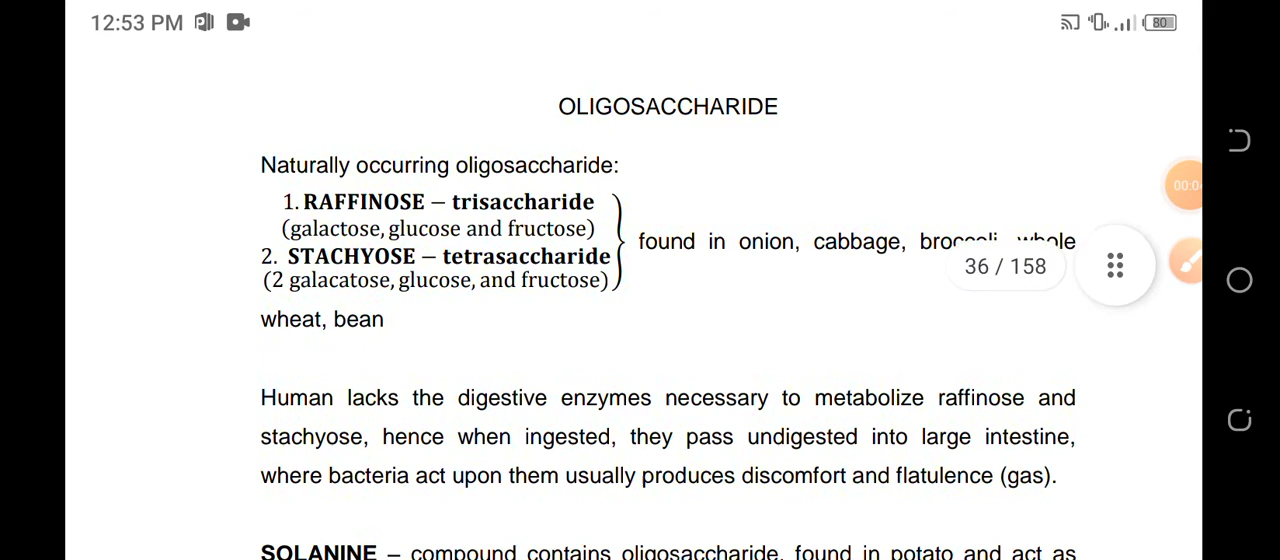 12:53 PM
80
OLIGOSACCHARIDE
Naturally occurring oligosaccharide:
1. RAFFINOSE – trisaccharide
(galactose, glucose and fructose)
2. STACHYOSE – tetrasaccharide
(2 galacatose, glucose, and fructose)
found in onion, cabbage, broccoli, whole
wheat, bean
36 / 158
Human lacks the digestive enzymes necessary to metabolize raffinose and
stachyose, hence when ingested, they pass undigested into large intestine,
where bacteria act upon them usually produces discomfort and flatulence (gas).
SOLANINE – compound contains oligosaccharide, found in potato and act as